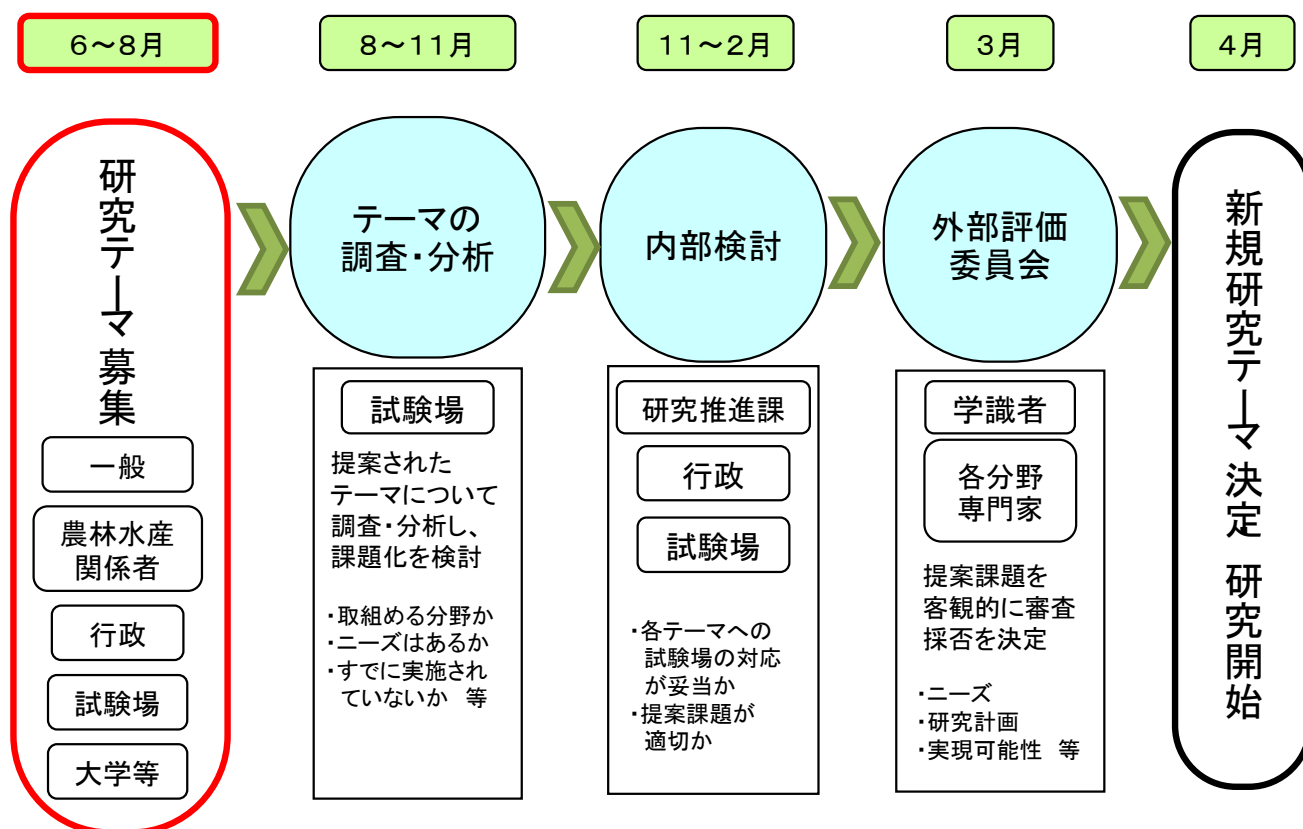 6～8月
8～11月
11～2月
3月
4月
研究テーマ募集
一般
農林水産
関係者
行政
試験場
大学等
テーマの
調査・分析
試験場
提案された
テーマについて
調査・分析し、
課題化を検討
・取組める分野か
・ニーズはあるか
・すでに実施され
ていないか　等
内部検討
研究推進課
行政
試験場
・各テーマへの
試験場の対応
が妥当か
・提案課題が
適切か
外部評価
委員会
学識者
各分野
専門家
提案課題を
客観的に審査
採否を決定
・ニーズ
・研究計画
・実現可能性　等
新規研究テーマ決定　研究開始